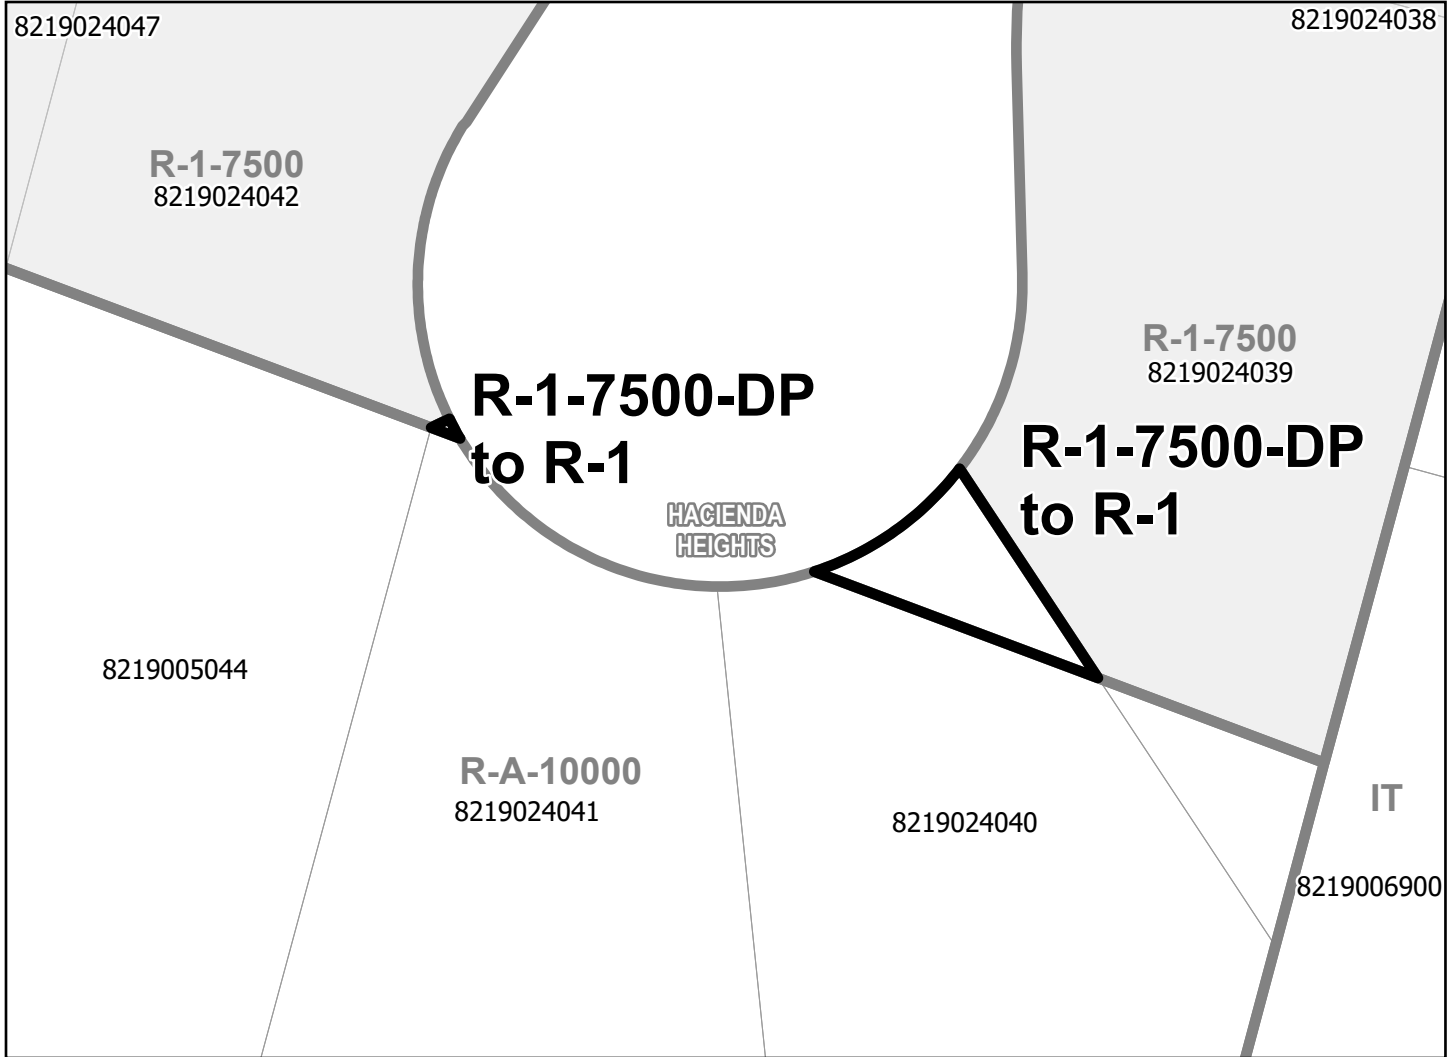 8219024047
8219024038
R-1-7500
8219024042
R-1-7500
8219024039
R-1-7500-DP
to R-1
R-1-7500-DP
to R-1
HACIENDA
HEIGHTS
8219005044
R-A-10000
8219024041
8219024040
IT
8219006900